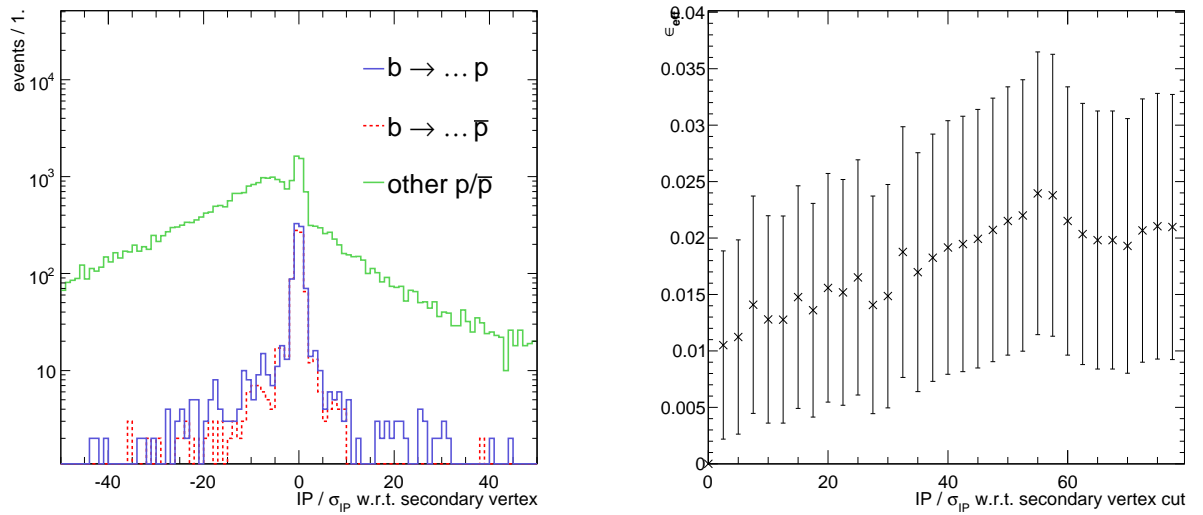 events / 1.
10⁴
10³
10²
10
b → ... p
b → ... p̅
other p/p̅
-40 -20 0 20 40
IP / σ_IP w.r.t. secondary vertex
ϵ_eff
0.04
0.035
0.03
0.025
0.02
0.015
0.01
0.005
0
0 20 40 60
IP / σ_IP w.r.t. secondary vertex cut